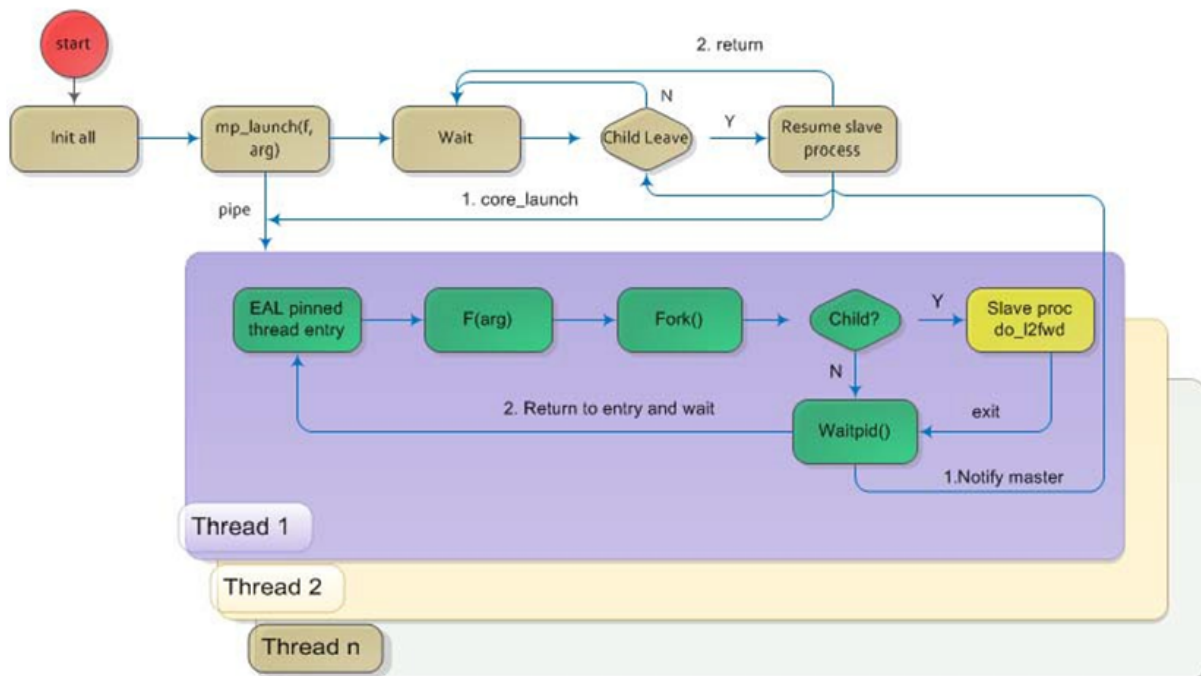 start
2. return
Init all
mp_launch(f,
arg)
Wait
N
Child Leave
Y
Resume slave
process
pipe
1. core_launch
EAL pinned
thread entry
F(arg)
Fork()
Child?
Y
Slave proc
do_l2fwd
N
2. Return to entry and wait
Waitpid()
exit
1.Notify master
Thread 1
Thread 2
Thread n